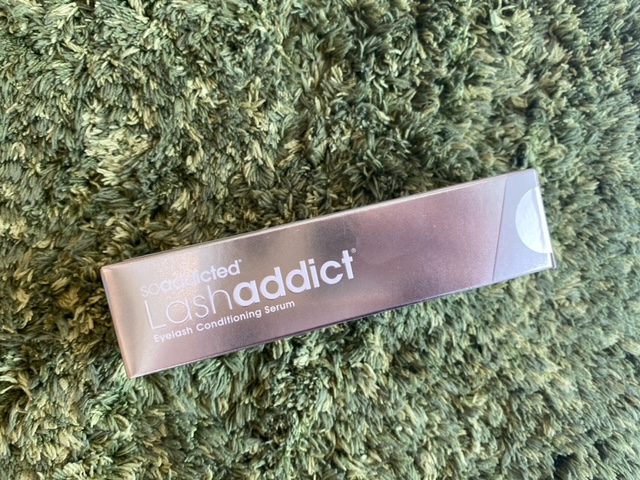 soaddicted®
Lashaddict®
Eyelash Conditioning Serum